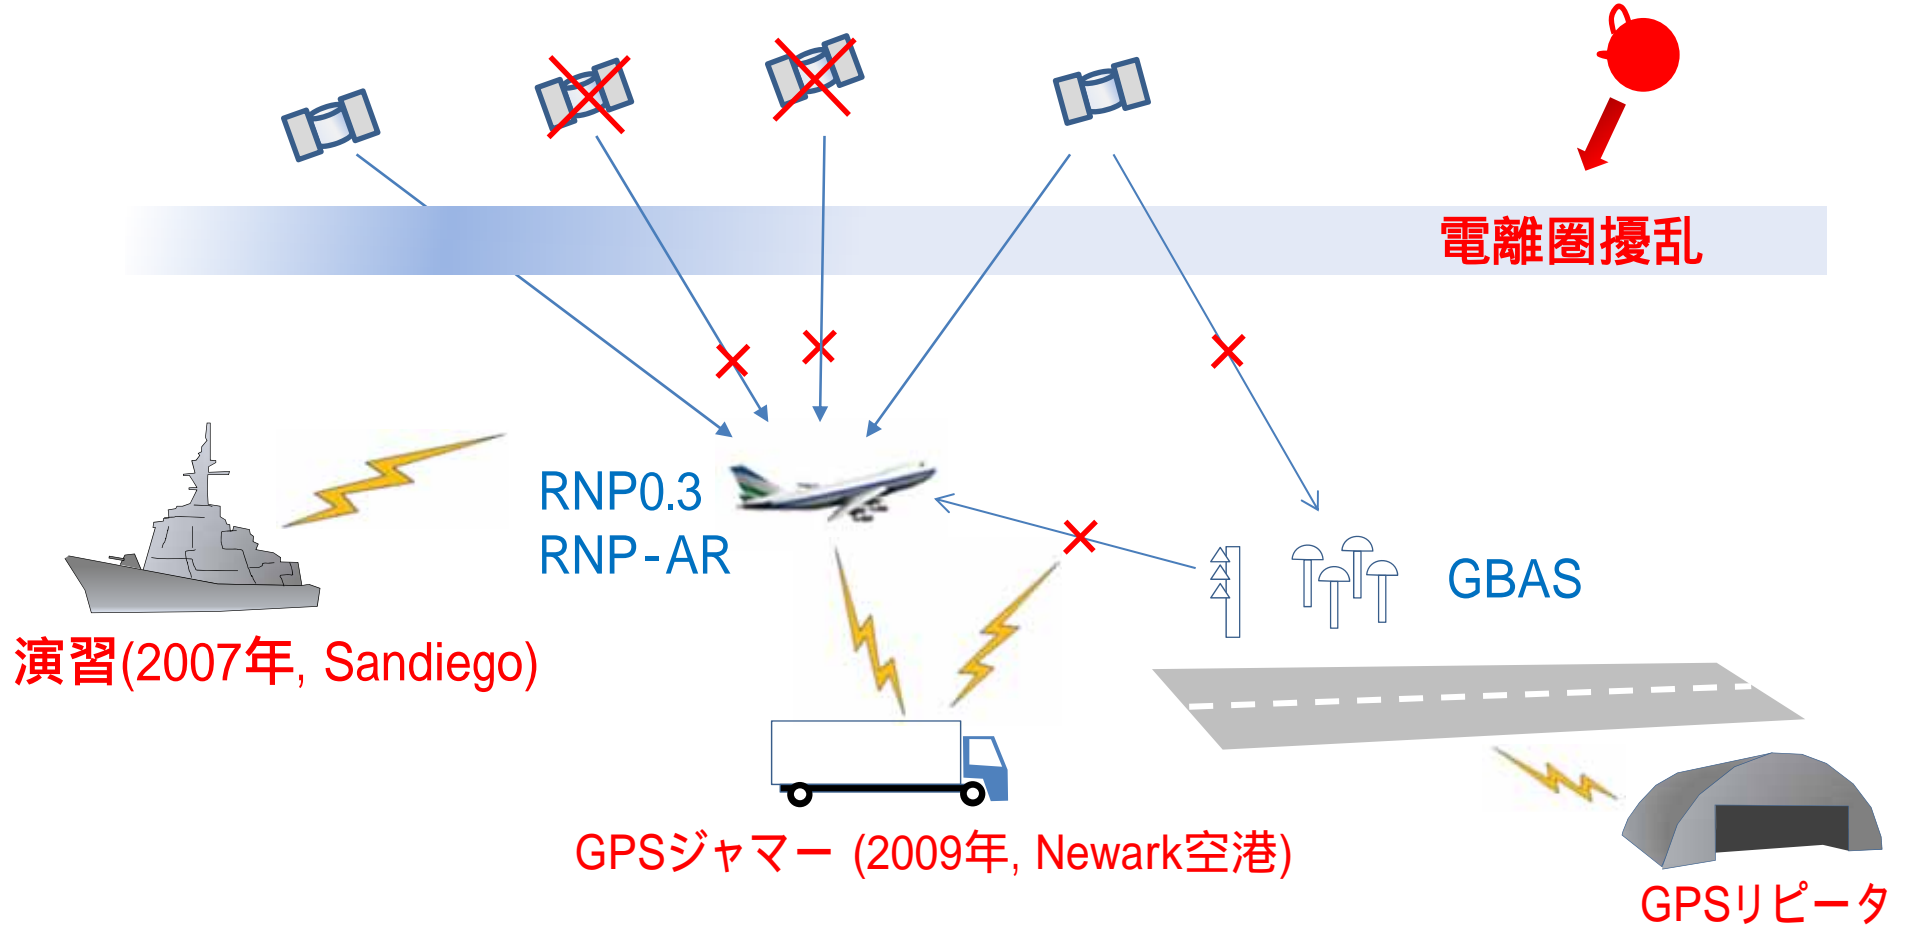 電離圏擾乱
RNP0.3
RNP-AR
GBAS
演習(2007年, Sandiego)
GPSジャマー (2009年, Newark空港)
GPSリピータ